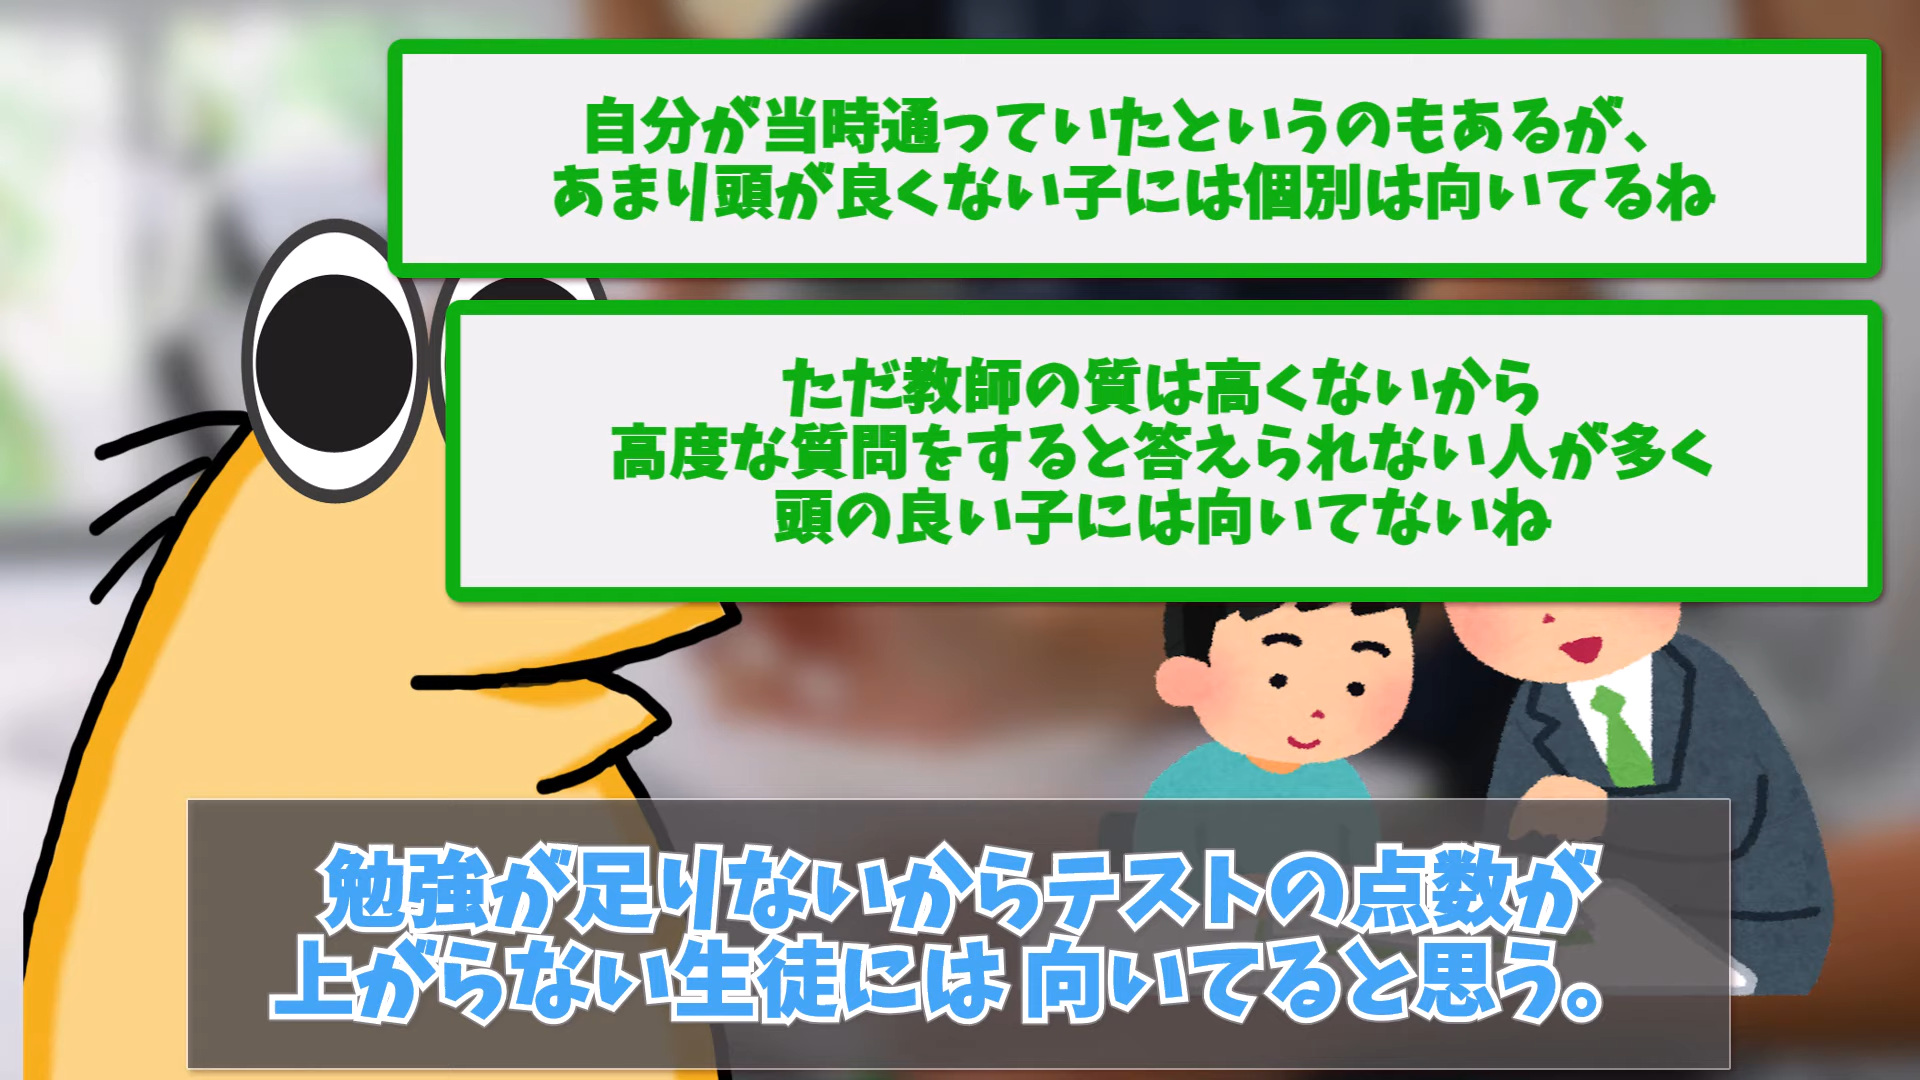 自分が当時通っていたというのもあるが、
あまり頭が良くない子には個別は向いてるね
ただ教師の質は高くないから
高度な質問をすると答えられない人が多く
頭の良い子には向いてないね
勉強が足りないからテストの点数が
上がらない生徒には 向いてると思う。